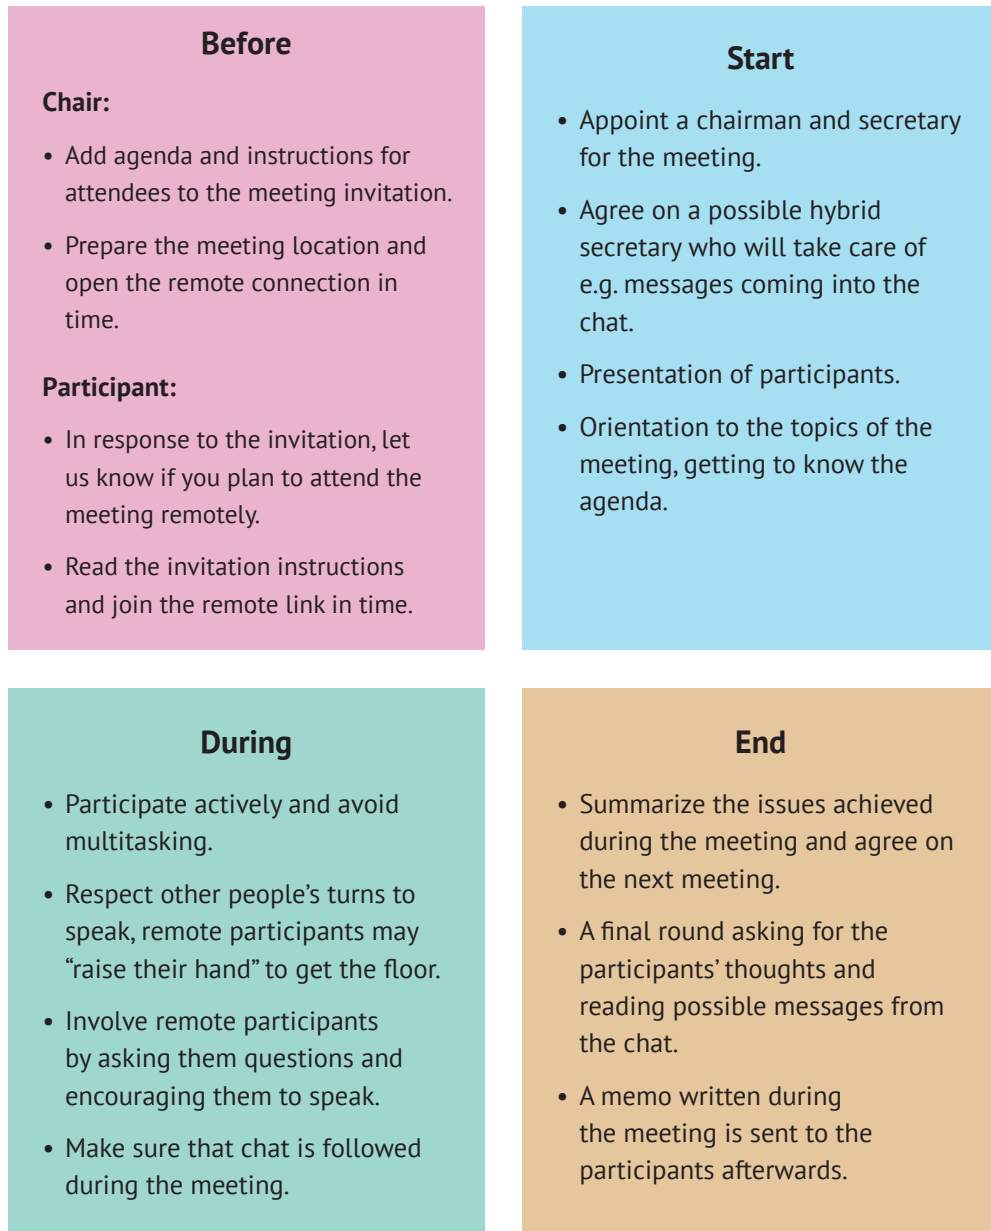 Before
Chair:
• Add agenda and instructions for
attendees to the meeting invitation.
• Prepare the meeting location and
open the remote connection in
time.
Participant:
• In response to the invitation, let
us know if you plan to attend the
meeting remotely.
• Read the invitation instructions
and join the remote link in time.
Start
• Appoint a chairman and secretary
for the meeting.
• Agree on a possible hybrid
secretary who will take care of
e.g. messages coming into the
chat.
• Presentation of participants.
• Orientation to the topics of the
meeting, getting to know the
agenda.
During
• Participate actively and avoid
multitasking.
• Respect other people’s turns to
speak, remote participants may
“raise their hand” to get the floor.
• Involve remote participants
by asking them questions and
encouraging them to speak.
• Make sure that chat is followed
during the meeting.
End
• Summarize the issues achieved
during the meeting and agree on
the next meeting.
• A final round asking for the
participants’ thoughts and
reading possible messages from
the chat.
• A memo written during
the meeting is sent to the
participants afterwards.